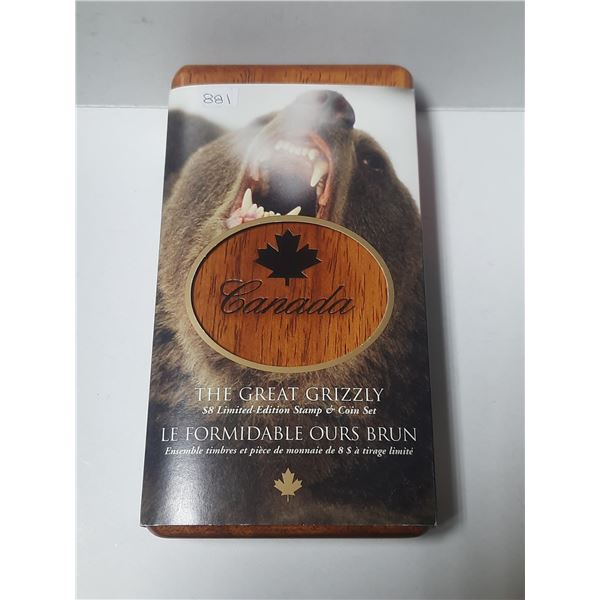 881
Canada
THE GREAT GRIZZLY
$8 Limited-Edition Stamp & Coin Set
LE FORMIDABLE OURS BRUN
Ensemble timbres et pièce de monnaie de 8 $ à tirage limité